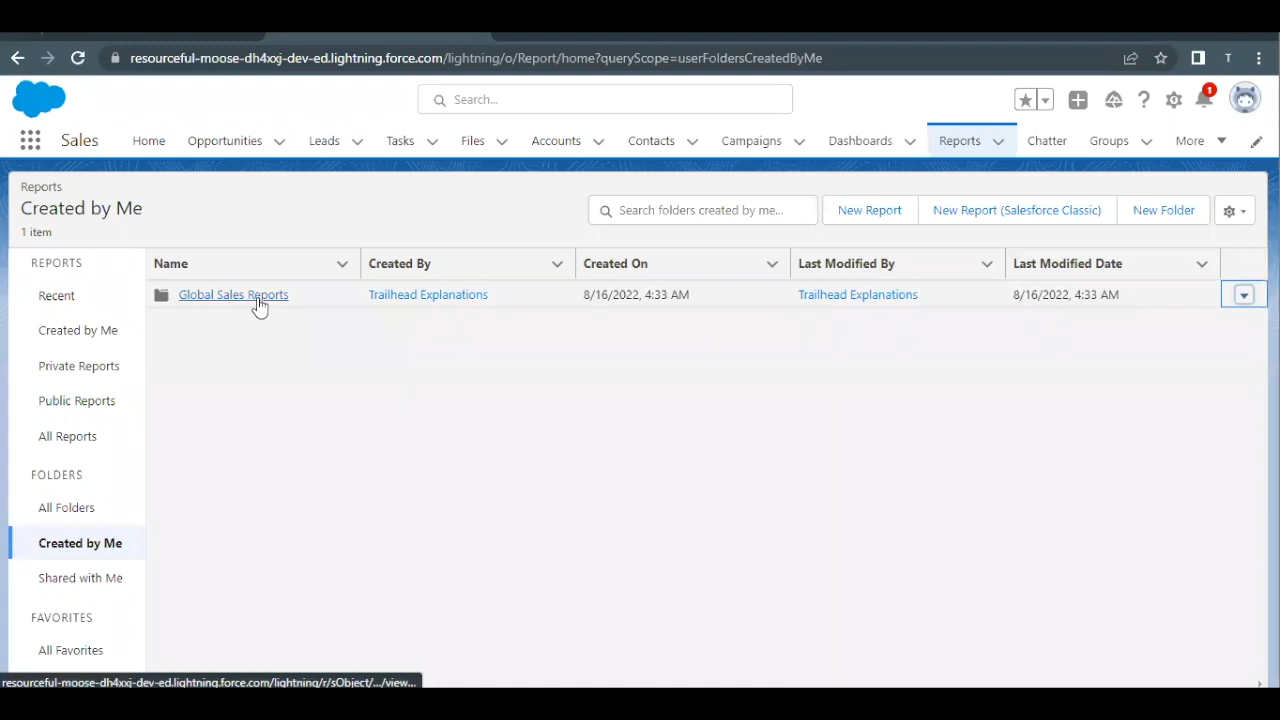 resourceful-moose-dh4xxj-dev-ed.lightning.force.com/lightning/o/Report/home?queryScope=userFoldersCreatedByMe
T
Search...
1
Sales
Home
Opportunities
Leads
Tasks
Files
Accounts
Contacts
Campaigns
Dashboards
Reports
Chatter
Groups
More
Reports
Created by Me
1 item
Search folders created by me...
New Report
New Report (Salesforce Classic)
New Folder
REPORTS
Recent
Created by Me
Private Reports
Public Reports
All Reports
FOLDERS
All Folders
Created by Me
Shared with Me
FAVORITES
All Favorites
Name
Created By
Created On
Last Modified By
Last Modified Date
Global Sales Reports
Trailhead Explanations
8/16/2022, 4:33 AM
Trailhead Explanations
8/16/2022, 4:33 AM
resourceful-moose-dh4xxj-dev-ed.lightning.force.com/lightning/r/sObject/.../view...